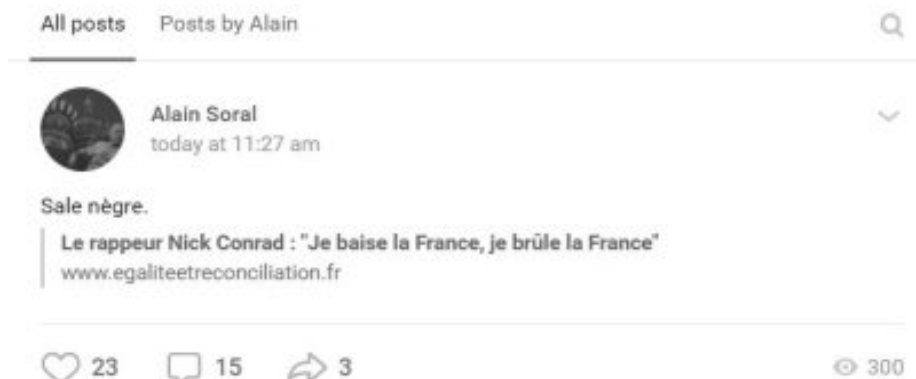 All posts Posts by Alain
Alain Soral
today at 11:27 am
Sale nègre.
Le rappeur Nick Conrad : "Je baise la France, je brûle la France"
www.egaliteetreconciliation.fr
23 15 3 300